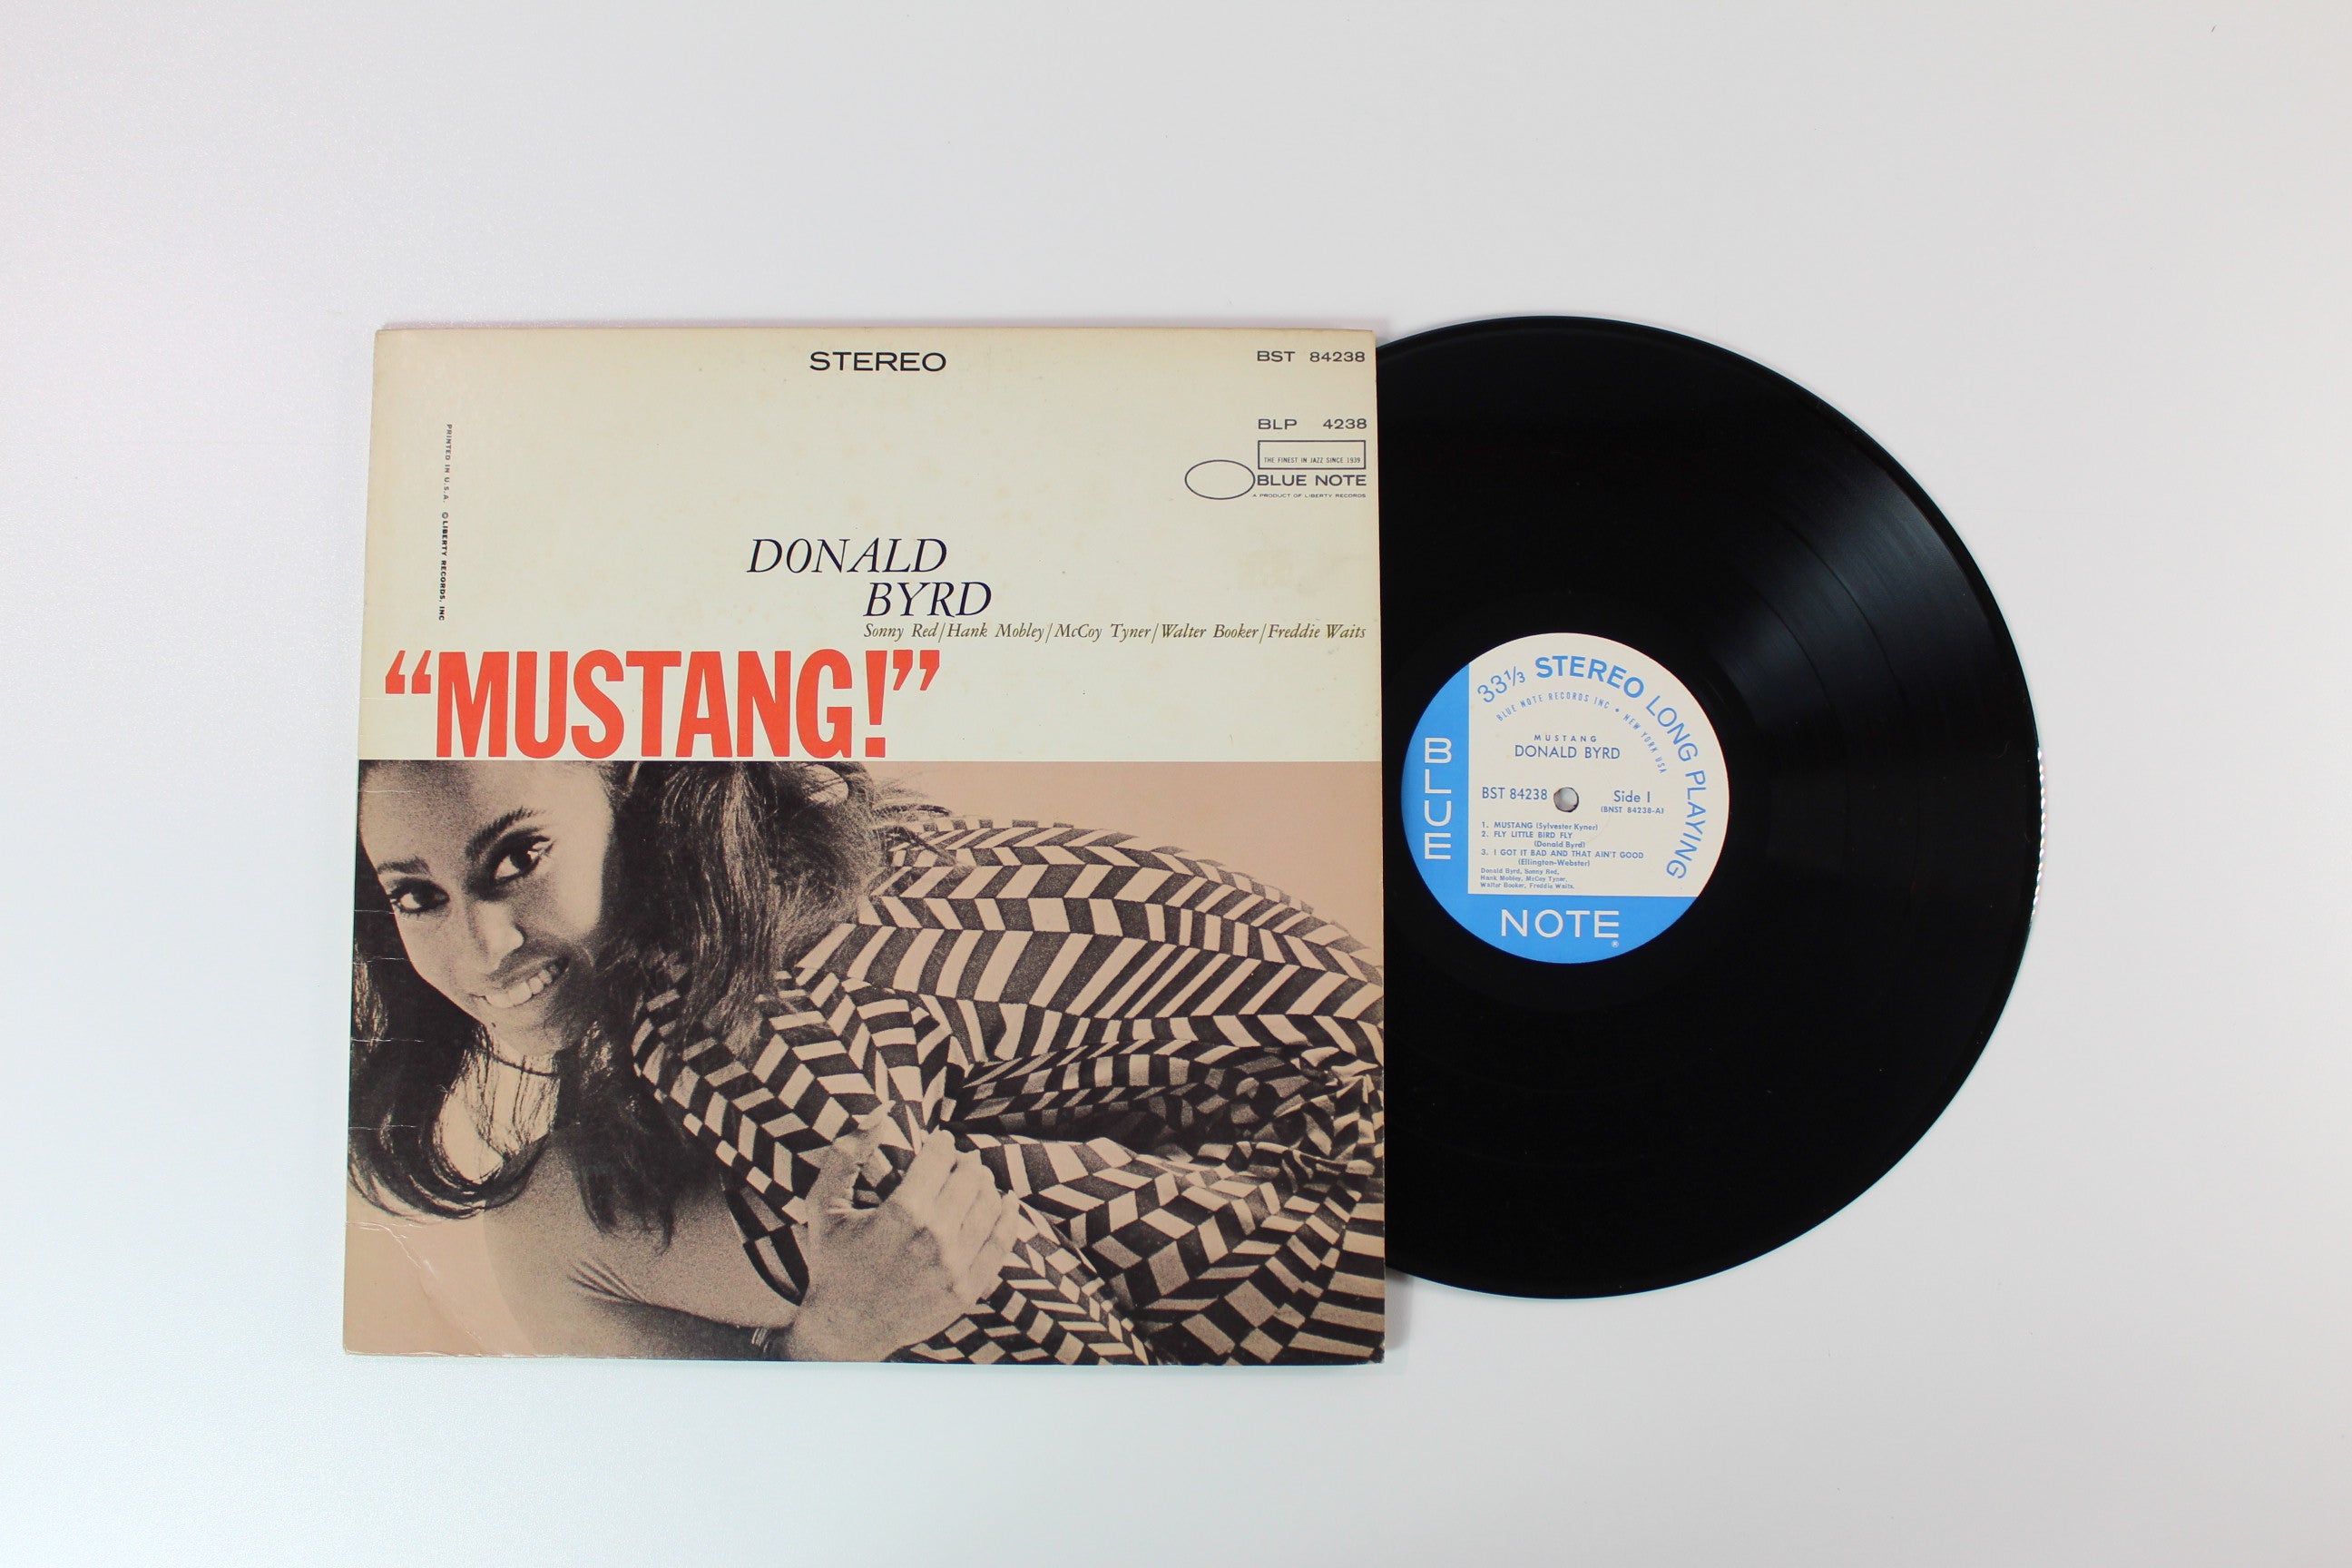 STEREO
BST 84238
BLP 4238
THE FINEST IN JAZZ SINCE 1939
BLUE NOTE
A PRODUCT OF LIBERTY RECORDS
PRINTED IN U.S.A. © LIBERTY RECORDS, INC
DONALD
BYRD
Sonny Red/Hank Mobley/McCoy Tyner/Walter Booker/Freddie Waits
“MUSTANG!”
33⅓ STEREO LONG PLAYING
BLUE NOTE RECORDS INC • NEW YORK USA
MUSTANG
DONALD BYRD
BST 84238
Side 1
(BNST 84238-A)
1. MUSTANG (Sylvester Kyner)
2. FLY LITTLE BIRD FLY
(Donald Byrd)
3. I GOT IT BAD AND THAT AIN'T GOOD
(Ellington-Webster)
Donald Byrd, Sonny Red,
Hank Mobley, McCoy Tyner,
Walter Booker, Freddie Waits.
BLUE
NOTE®